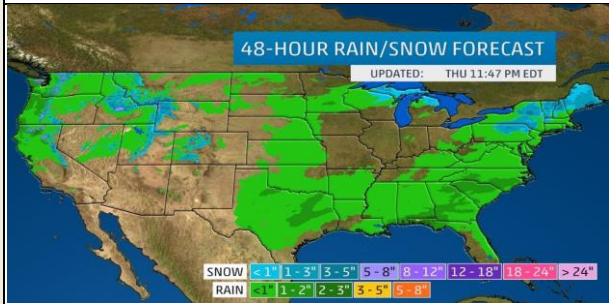 48-HOUR RAIN/SNOW FORECAST
UPDATED: THU 11:47 PM EDT
SNOW <1" 1-3" 3-5" 5-8" 8-12" 12-18" 18-24" >24"
RAIN <1" 1-2" 2-3" 3-5" 5-8"